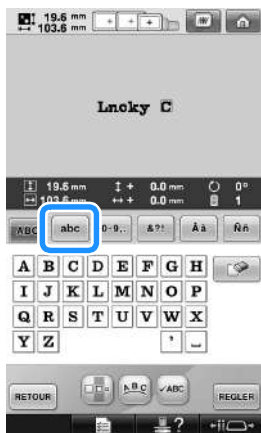 19.6 mm
103.6 mm
Lnoky C
19.6 mm 0.0 mm 0°
103.6 mm 0.0 mm 1
ABC abc 0-9,. &?! Àà Ññ
A B C D E F G H
I J K L M N O P
Q R S T U V W X
Y Z ' _
RETOUR ABC ✓ABC REGLER
?